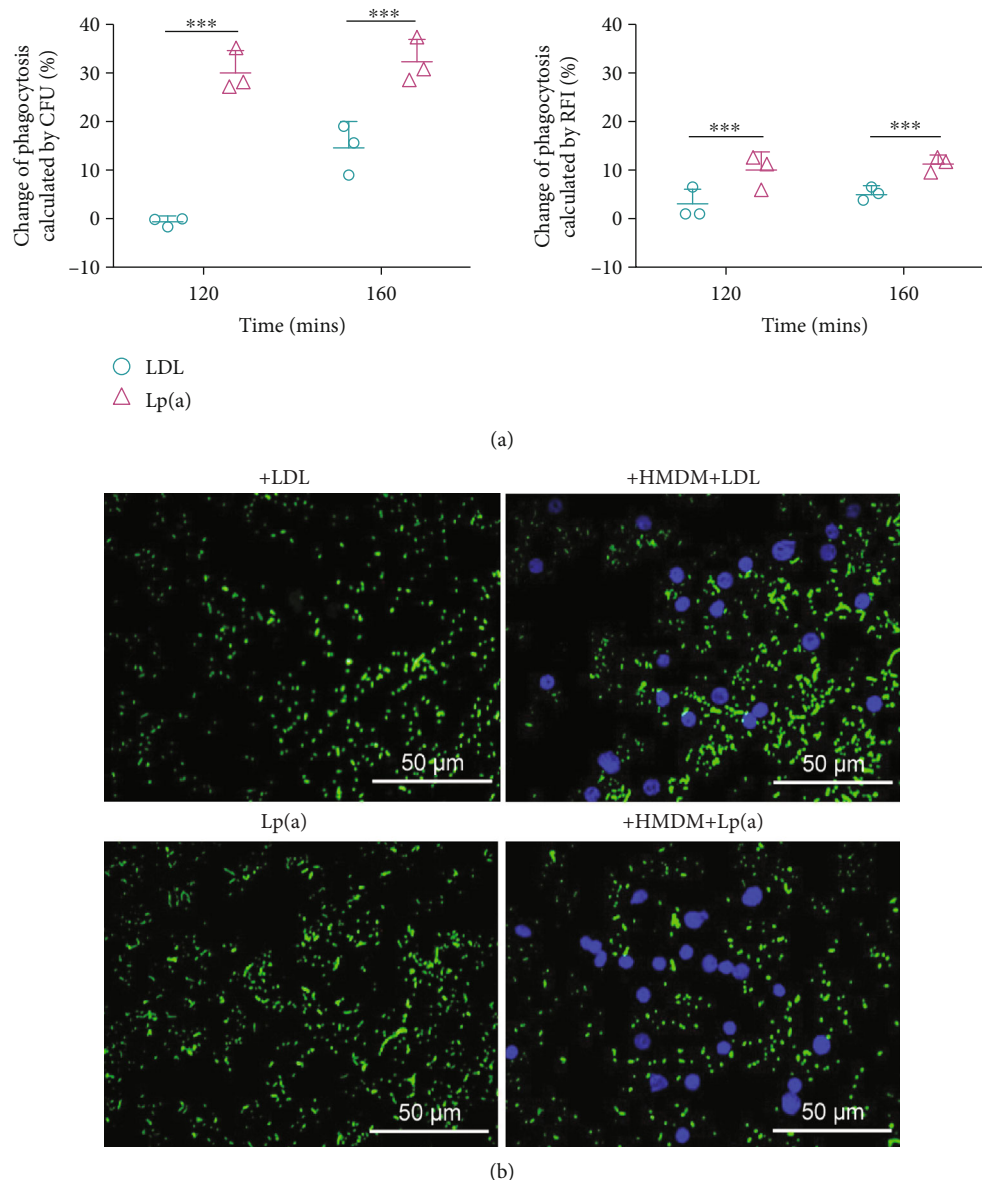 Change of phagocytosis
calculated by CFU (%)
40
30
20
10
0
–10
***
***
120
160
Time (mins)
Change of phagocytosis
calculated by RFI (%)
40
30
20
10
0
–10
***
***
120
160
Time (mins)
LDL
Lp(a)
(a)
+LDL
+HMDM+LDL
50 µm
50 µm
Lp(a)
+HMDM+Lp(a)
50 µm
50 µm
(b)